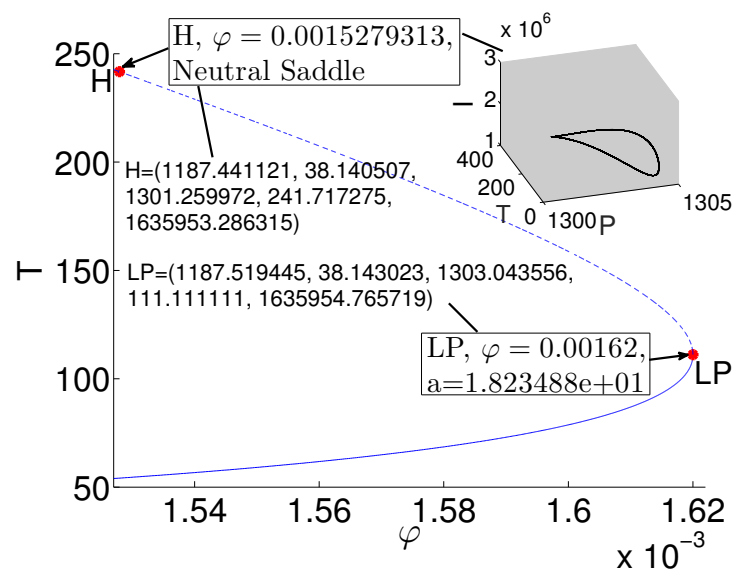 H, φ = 0.0015279313,
Neutral Saddle
x 10^6
3
2
1
I
400
200
0
T
1300
P
1305
250
200
150
100
50
T
H
H=(1187.441121, 38.140507,
1301.259972, 241.717275,
1635953.286315)
LP=(1187.519445, 38.143023, 1303.043556,
111.111111, 1635954.765719)
LP, φ = 0.00162,
a=1.823488e+01
LP
1.54
1.56
1.58
1.6
1.62
φ
x 10^-3